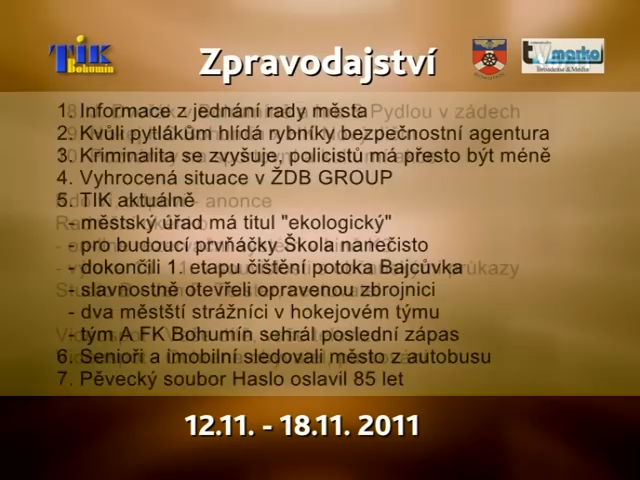 TIK
Bohumín
Zpravodajství
tvmarko
Televize & Média
1. Informace z jednání rady města
2. Kvůli pytlákům hlídá rybníky bezpečnostní agentura
3. Kriminalita se zvyšuje, policistů má přesto být méně
4. Vyhrocená situace v ŽDB GROUP
5. TIK aktuálně
- městský úřad má titul "ekologický"
- pro budoucí prvňáčky Škola nanečisto
- dokončili 1. etapu čištění potoka Bajcůvka
- slavnostně otevřeli opravenou zbrojnici
- dva městští strážníci v hokejovém týmu
- tým A FK Bohumín sehrál poslední zápas
6. Senioři a imobilní sledovali město z autobusu
7. Pěvecký soubor Haslo oslavil 85 let
12.11. - 18.11. 2011